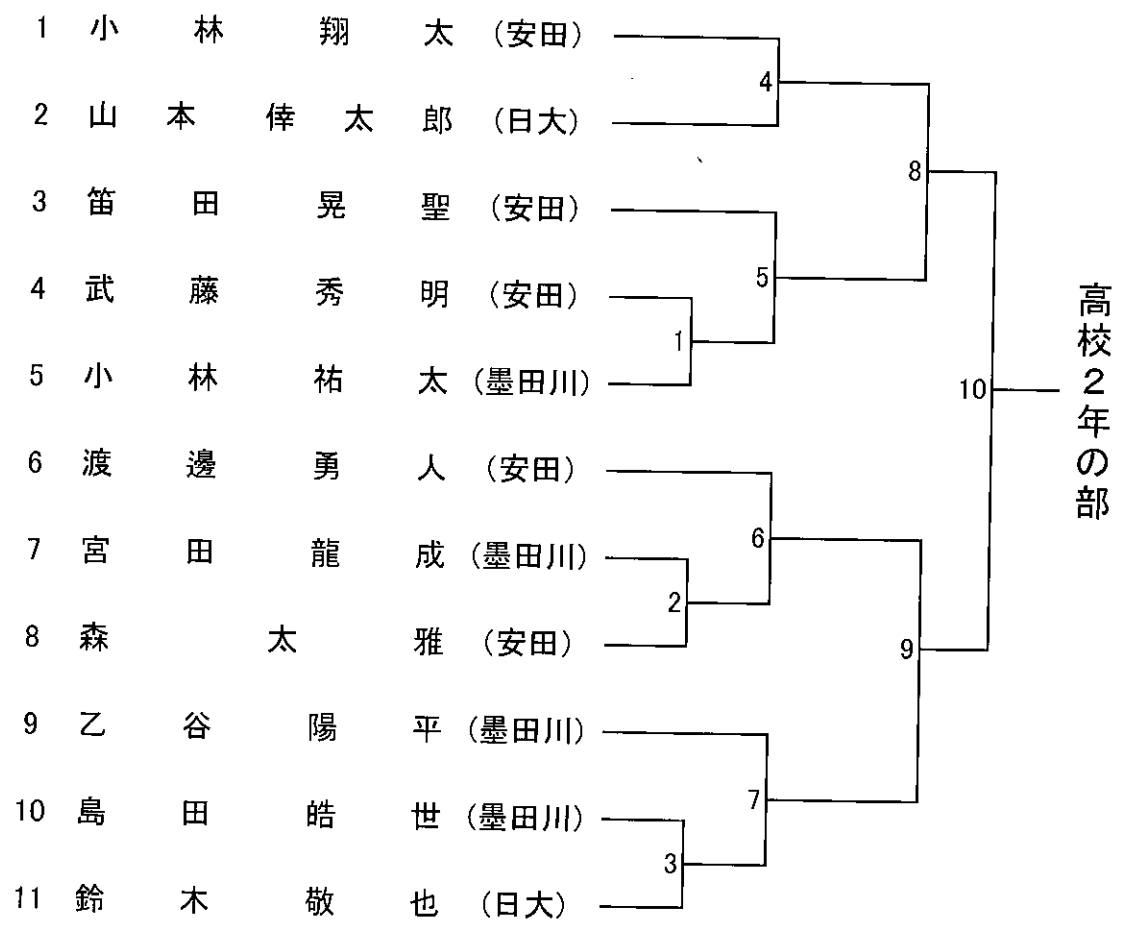 1 小林翔太 (安田)
2 山本倖太郎 (日大)
3 笛田晃聖 (安田)
4 武藤秀明 (安田)
5 小林祐太 (墨田川)
6 渡邊勇人 (安田)
7 宮田龍成 (墨田川)
8 森太雅 (安田)
9 乙谷陽平 (墨田川)
10 島田皓世 (墨田川)
11 鈴木敬也 (日大)
4
5
1
6
2
7
3
8
9
10
高校2年の部